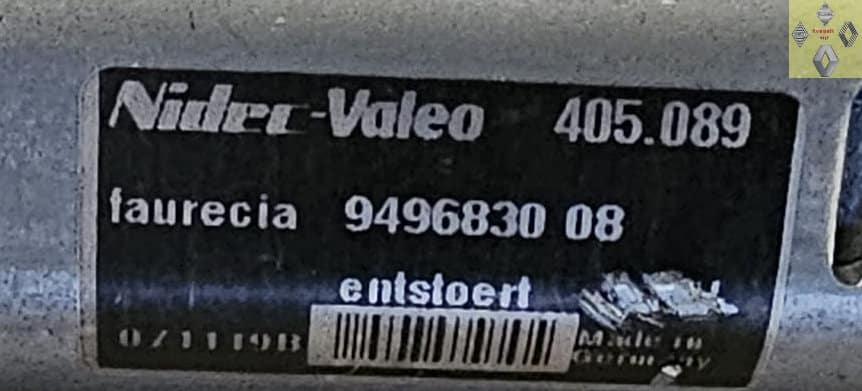 Nidec-Valeo 405.089
faurecia 9496830 08
entstoert
Made in
Germany